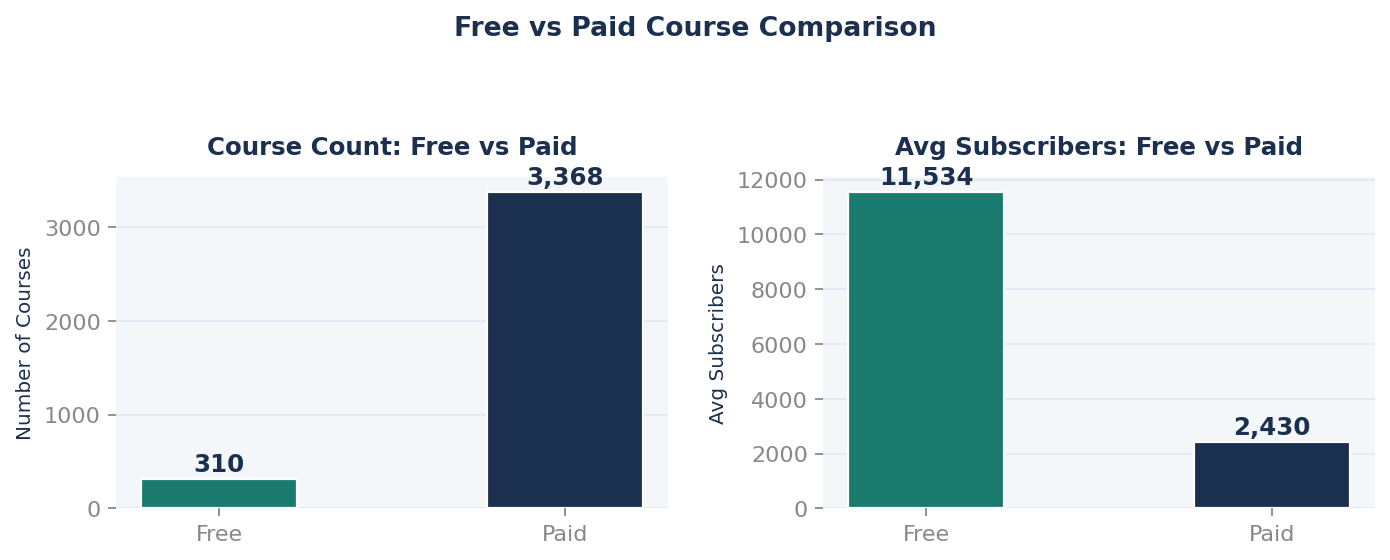 Free vs Paid Course Comparison
Course Count: Free vs Paid
3,368
3000
2000
1000
0
Number of Courses
310
Free
Paid
Avg Subscribers: Free vs Paid
11,534
12000
10000
8000
6000
4000
2000
0
Avg Subscribers
2,430
Free
Paid